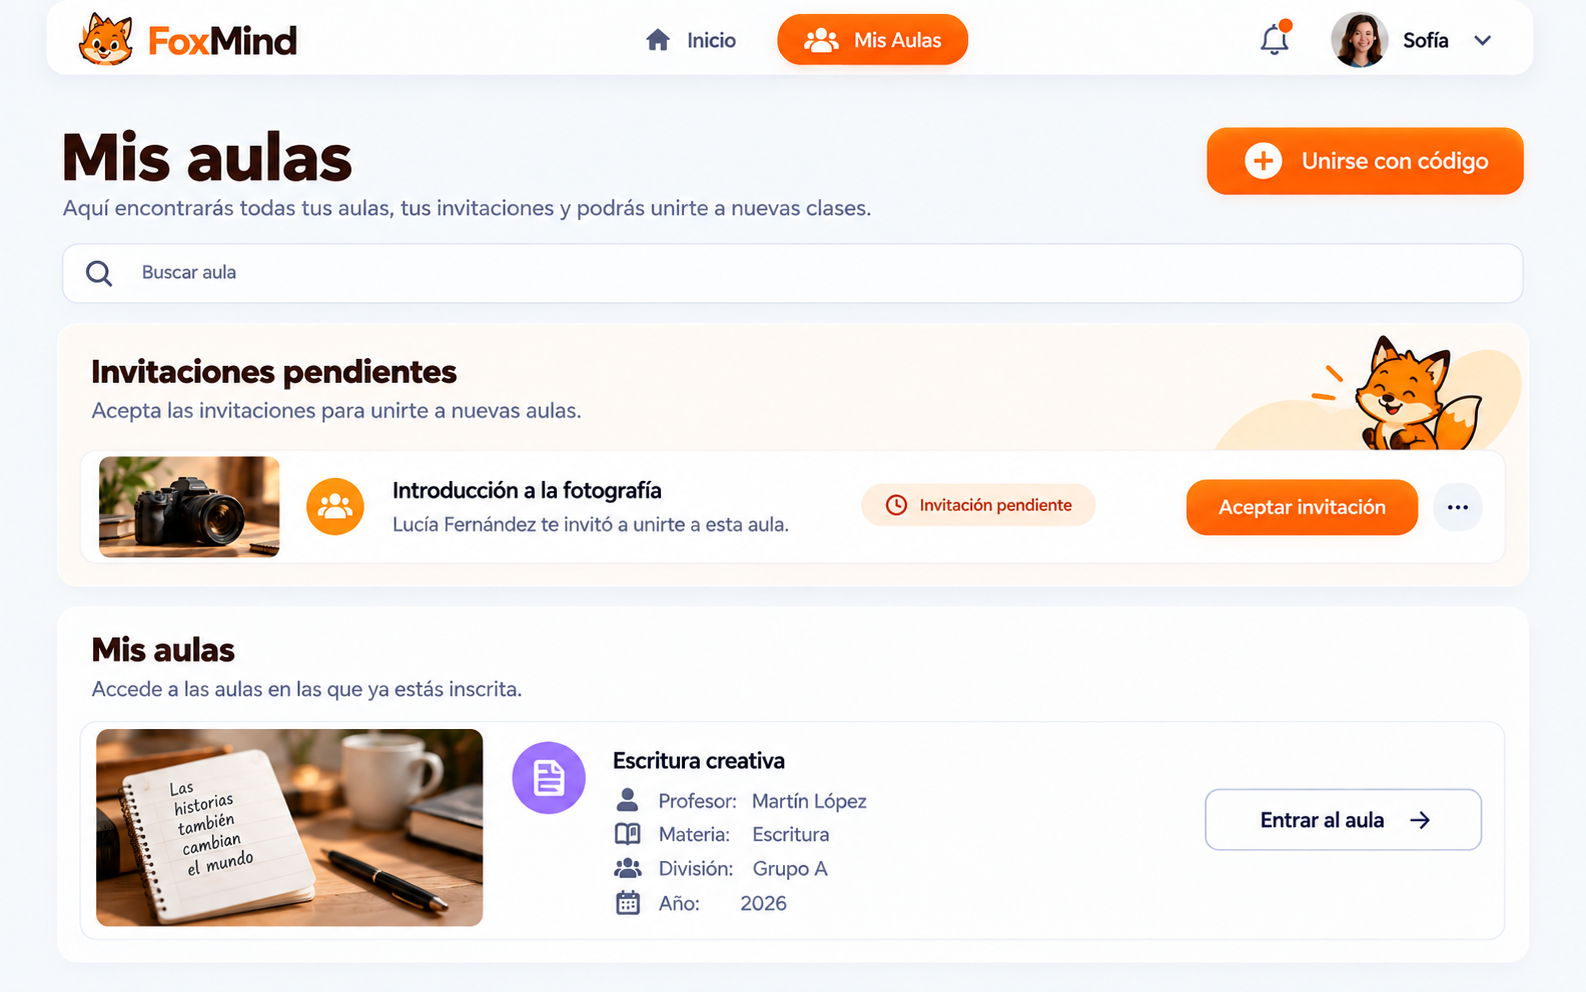 FoxMind
Inicio
Mis Aulas
Sofía
Mis aulas
Unirse con código
Aquí encontrarás todas tus aulas, tus invitaciones y podrás unirte a nuevas clases.
Buscar aula
Invitaciones pendientes
Acepta las invitaciones para unirte a nuevas aulas.
Introducción a la fotografía
Lucía Fernández te invitó a unirte a esta aula.
Invitación pendiente
Aceptar invitación
Mis aulas
Accede a las aulas en las que ya estás inscrita.
Las
historias
también
cambian
el mundo
Escritura creativa
Profesor: Martín López
Materia: Escritura
División: Grupo A
Año: 2026
Entrar al aula